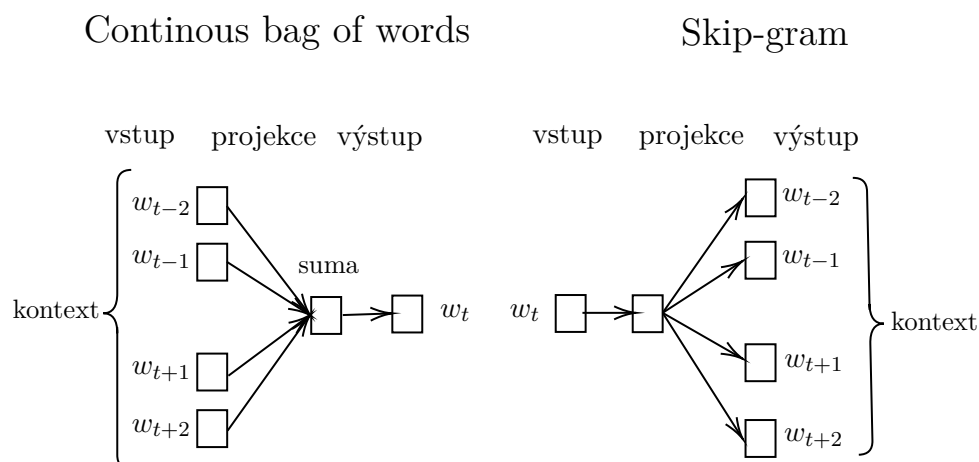 Continous bag of words
Skip-gram
vstup projekce výstup
vstup projekce výstup
w_{t−2}
w_{t−1}
suma
kontext
w_t
w_{t+1}
w_{t+2}
w_t
w_{t−2}
w_{t−1}
kontext
w_{t+1}
w_{t+2}